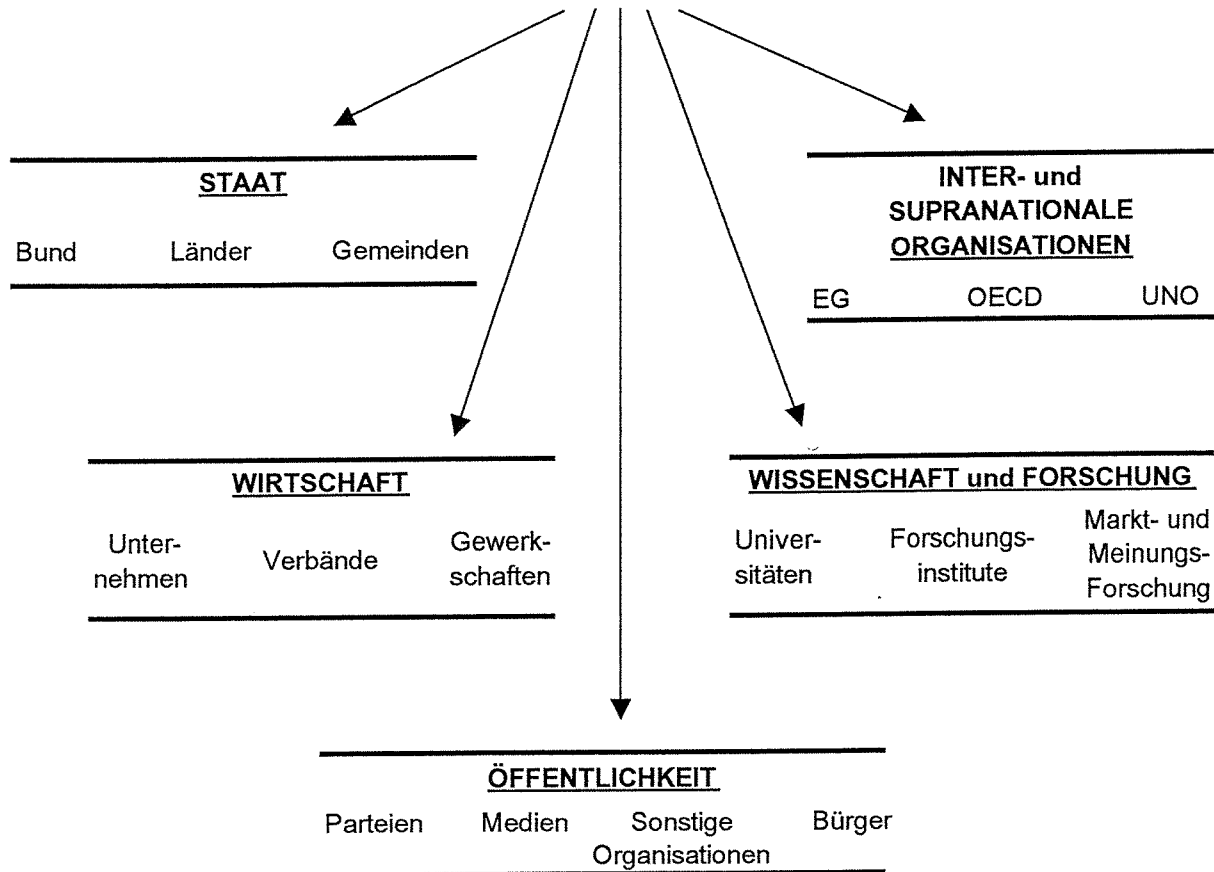 STAAT
Bund Länder Gemeinden
INTER- und
SUPRANATIONALE
ORGANISATIONEN
EG OECD UNO
WIRTSCHAFT
Unter-
nehmen
Verbände
Gewerk-
schaften
WISSENSCHAFT und FORSCHUNG
Univer-
sitäten
Forschungs-
institute
Markt- und
Meinungs-
Forschung
ÖFFENTLICHKEIT
Parteien Medien Sonstige Bürger
Organisationen